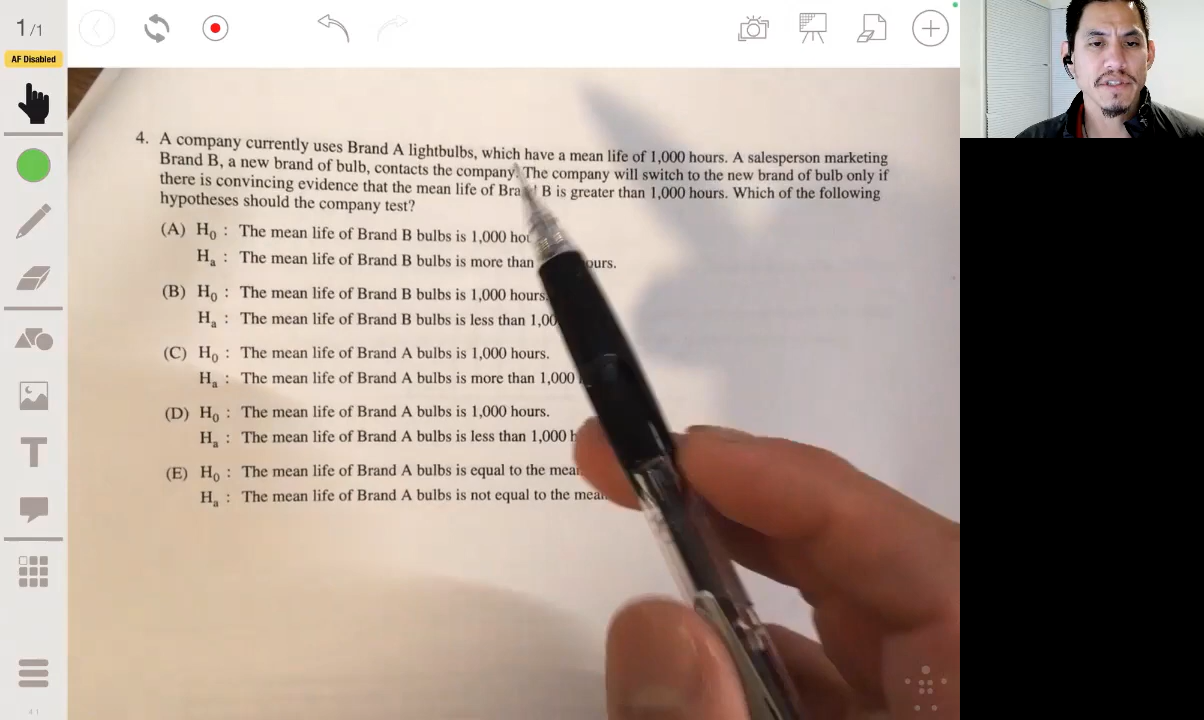 1/1
AF Disabled
4. A company currently uses Brand A lightbulbs, which have a mean life of 1,000 hours. A salesperson marketing
Brand B, a new brand of bulb, contacts the company. The company will switch to the new brand of bulb only if
there is convincing evidence that the mean life of B is greater than 1,000 hours. Which of the following
hypotheses should the company test?
(A) H₀ : The mean life of Brand B bulbs is 1,000
Hₐ : The mean life of Brand B bulbs is more than
(B) H₀ : The mean life of Brand B bulbs is 1,000 hours.
Hₐ : The mean life of Brand B bulbs is less than
(C) H₀ : The mean life of Brand A bulbs is 1,000 hours.
Hₐ : The mean life of Brand A bulbs is more than 1,000
(D) H₀ : The mean life of Brand A bulbs is 1,000 hours.
Hₐ : The mean life of Brand A bulbs is less than 1,000
(E) H₀ : The mean life of Brand A bulbs is equal to the
Hₐ : The mean life of Brand A bulbs is not equal to the
T